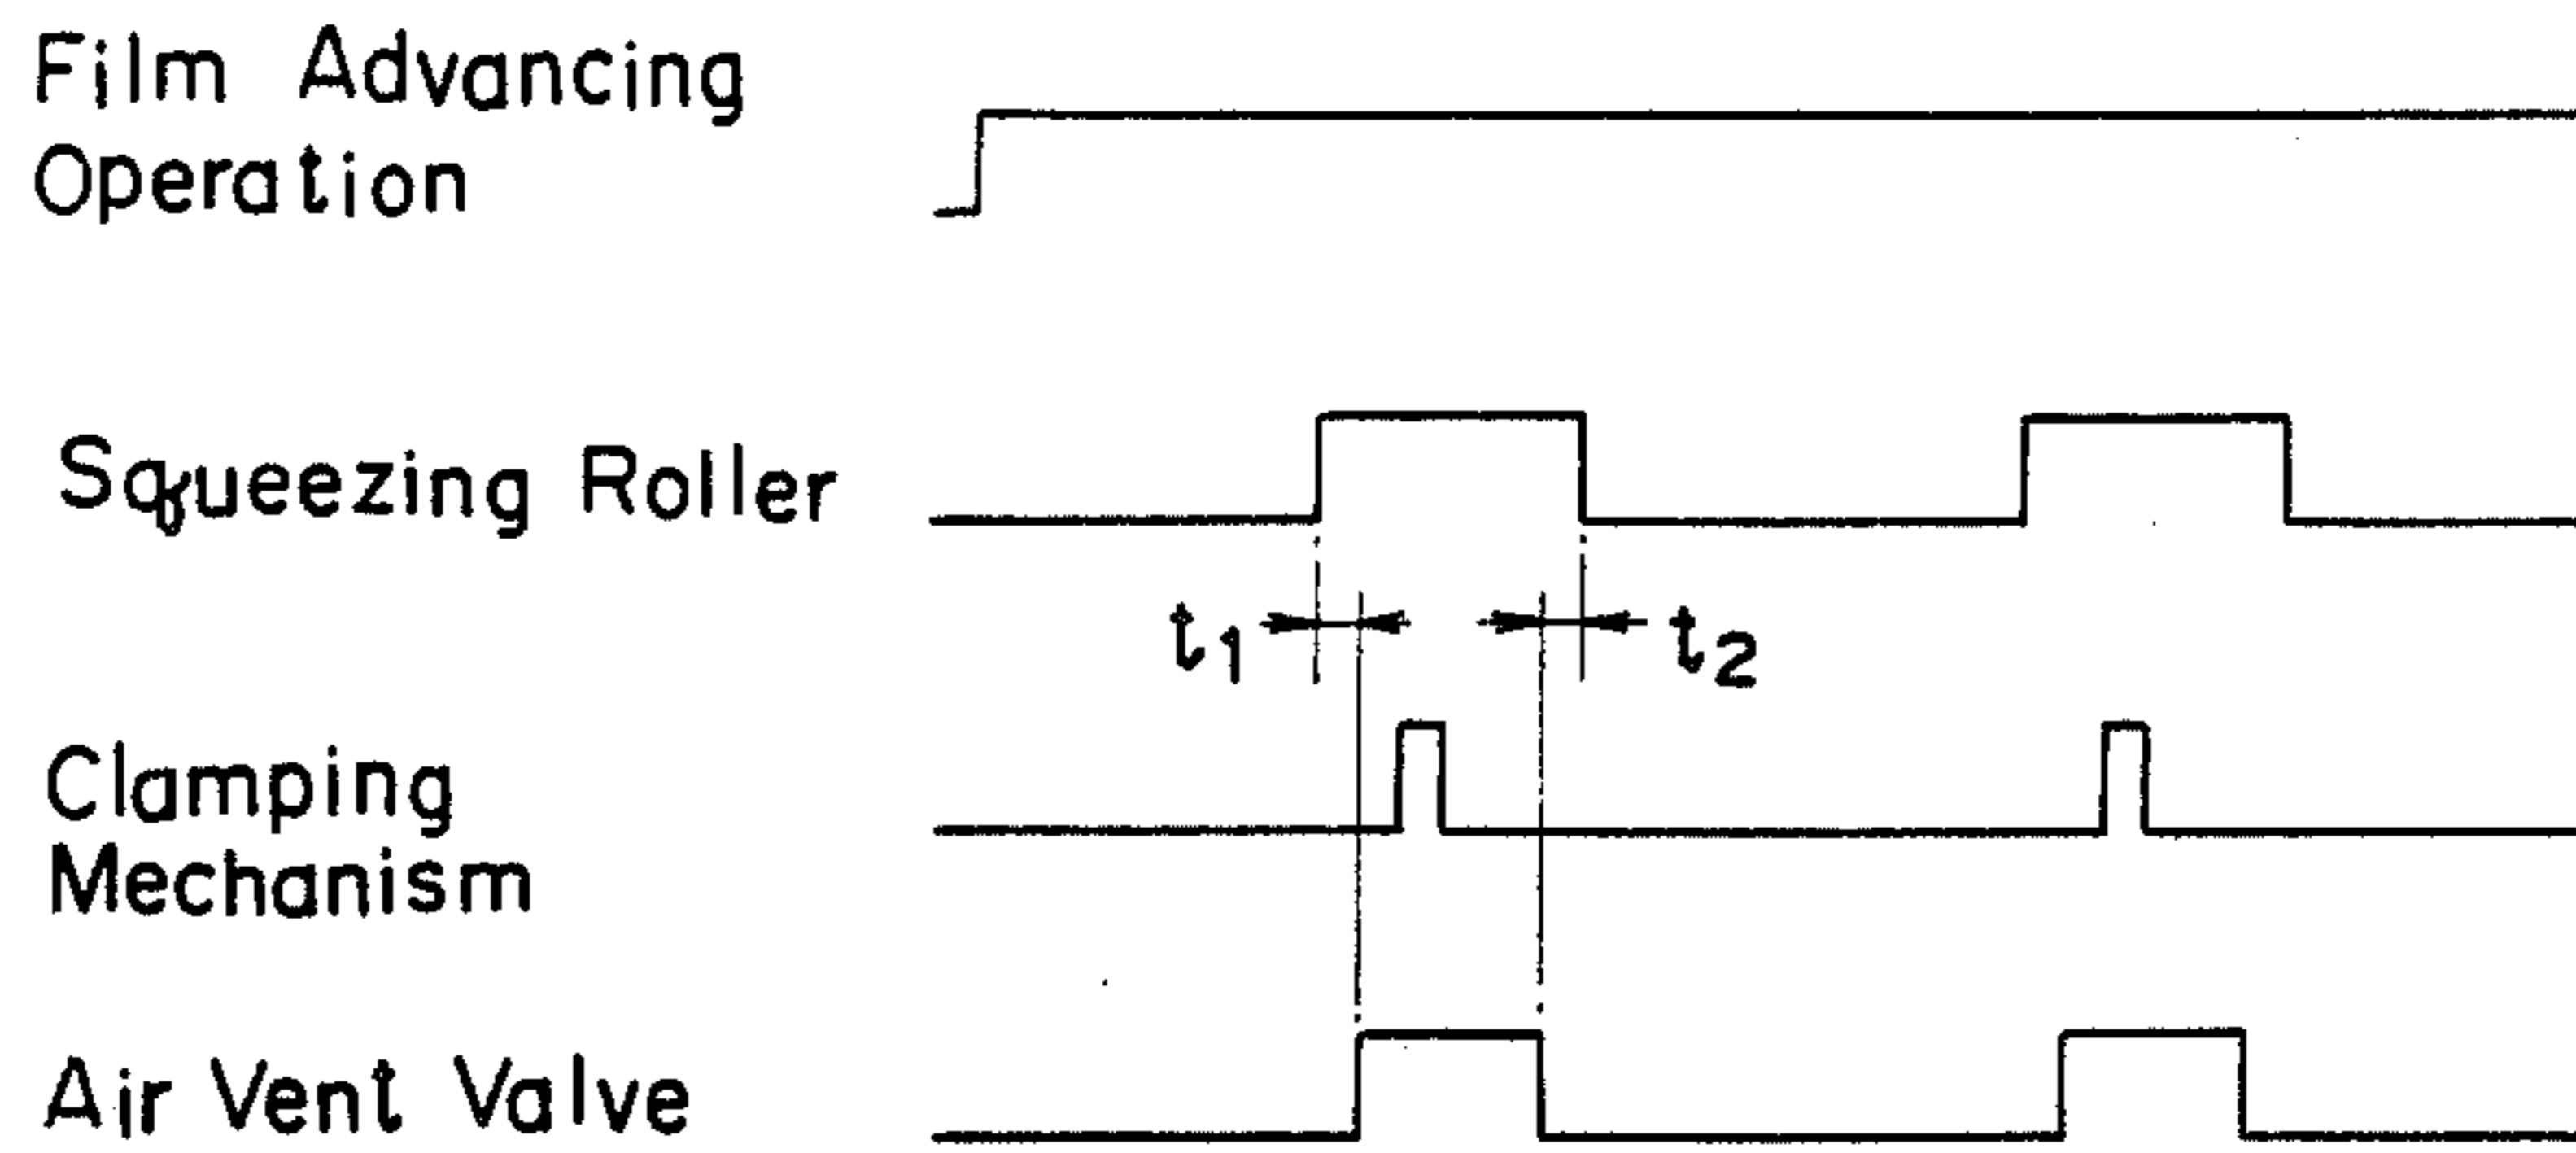 Film Advancing
Operation
Squeezing Roller
t1
t2
Clamping
Mechanism
Air Vent Valve